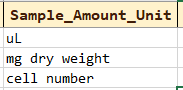 Sample_Amount_Unit
uL
mg dry weight
cell number